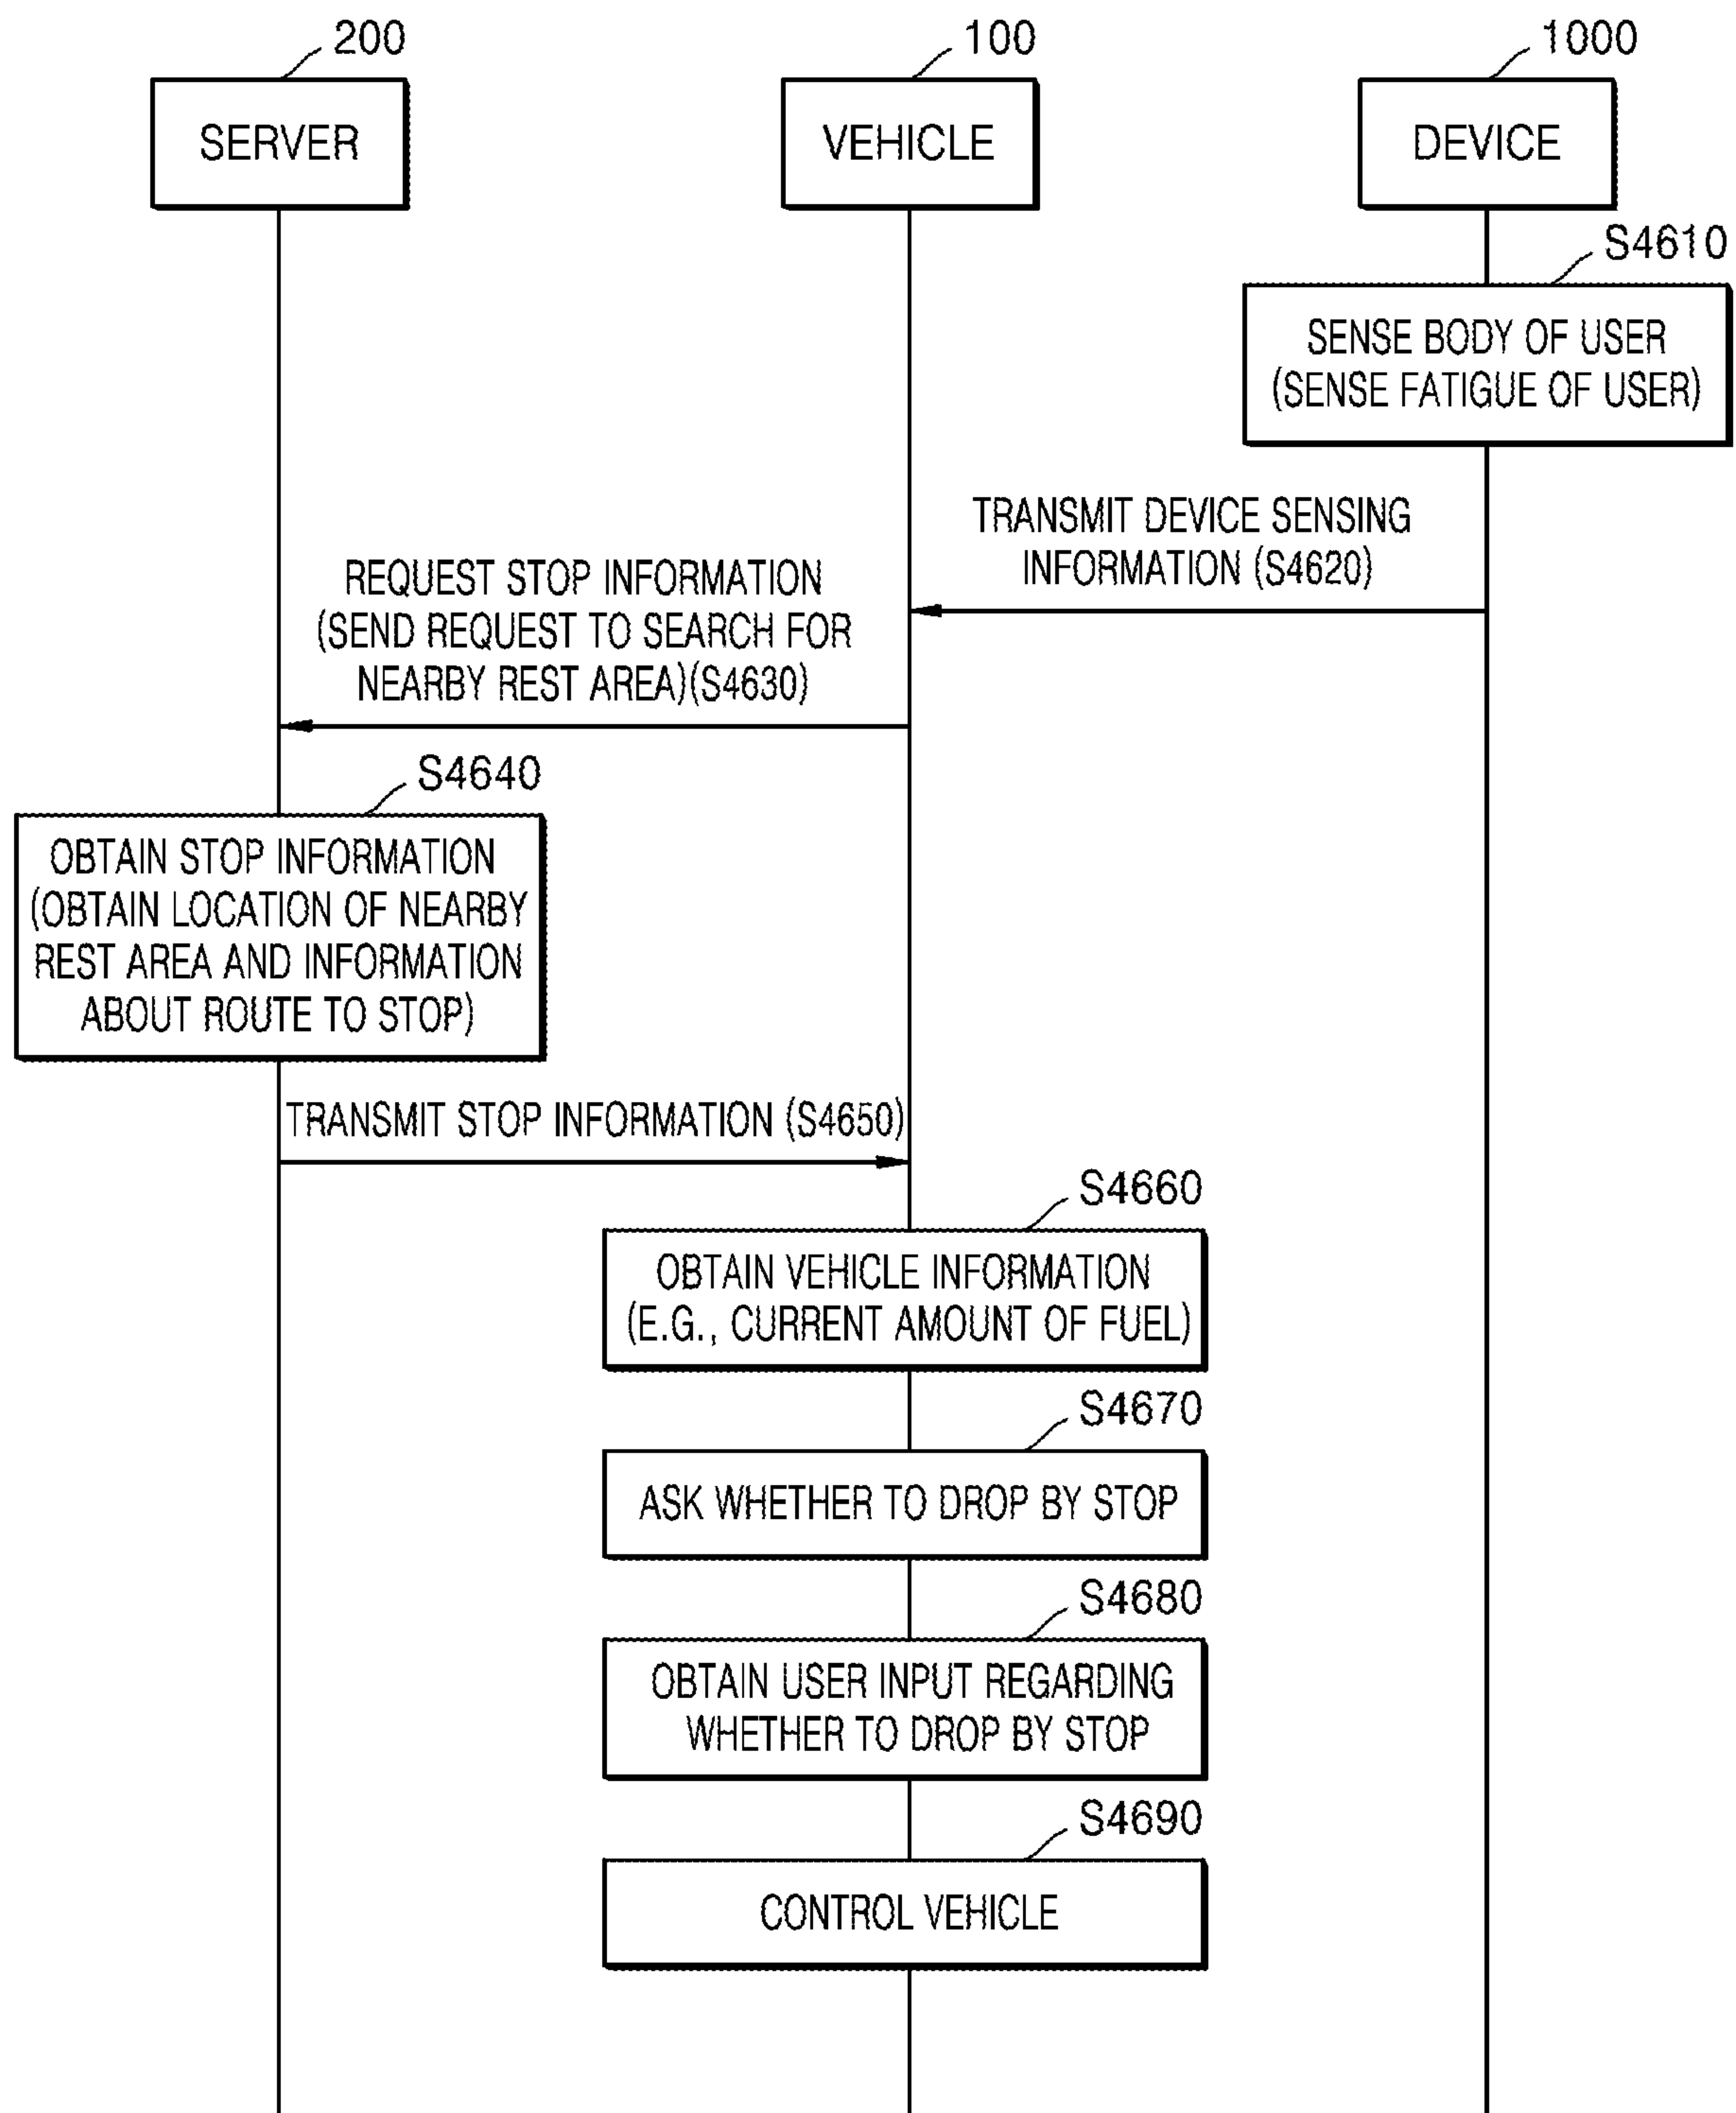 200
100
1000
SERVER
VEHICLE
DEVICE
S4610
SENSE BODY OF USER
(SENSE FATIGUE OF USER)
TRANSMIT DEVICE SENSING
INFORMATION (S4620)
REQUEST STOP INFORMATION
(SEND REQUEST TO SEARCH FOR
NEARBY REST AREA)(S4630)
S4640
OBTAIN STOP INFORMATION
(OBTAIN LOCATION OF NEARBY
REST AREA AND INFORMATION
ABOUT ROUTE TO STOP)
TRANSMIT STOP INFORMATION (S4650)
S4660
OBTAIN VEHICLE INFORMATION
(E.G., CURRENT AMOUNT OF FUEL)
S4670
ASK WHETHER TO DROP BY STOP
S4680
OBTAIN USER INPUT REGARDING
WHETHER TO DROP BY STOP
S4690
CONTROL VEHICLE